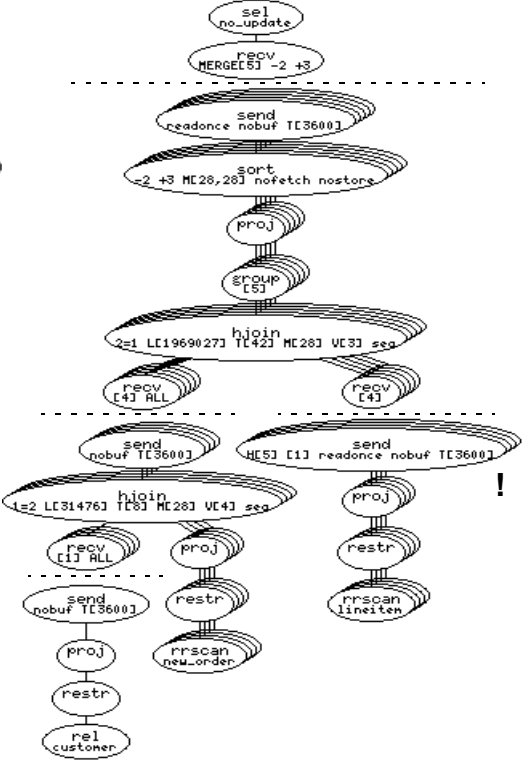 sel
no_update
recv
MERGE[5] -2 +3
send
readonce nobuf T[3600]
sort
-2 +3 M[28,28] nofetch nostore
proj
group
[5]
hjoin
2=1 L[1969027] T[42] M[28] V[3] seq
recv
[4] ALL
recv
[4]
send
nobuf T[3600]
send
H[5] [1] readonce nobuf T[3600]
hjoin
1=2 L[31476] T[8] M[28] V[4] seq
proj
!
recv
[1] ALL
proj
restr
send
nobuf T[3600]
restr
rrscan
lineitem
proj
rrscan
new_order
restr
rel
customer